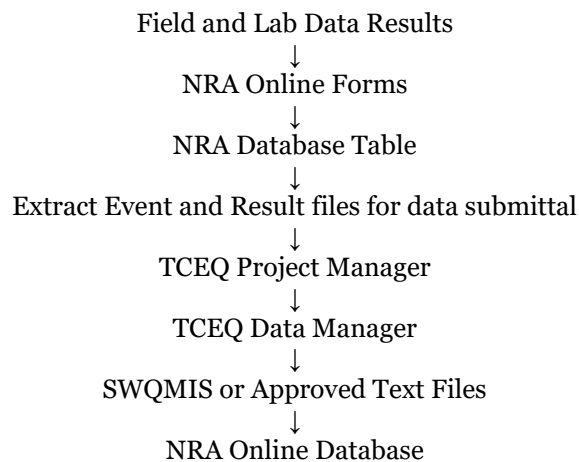 Field and Lab Data Results
↓
NRA Online Forms
↓
NRA Database Table
↓
Extract Event and Result files for data submittal
↓
TCEQ Project Manager
↓
TCEQ Data Manager
↓
SWQMIS or Approved Text Files
↓
NRA Online Database